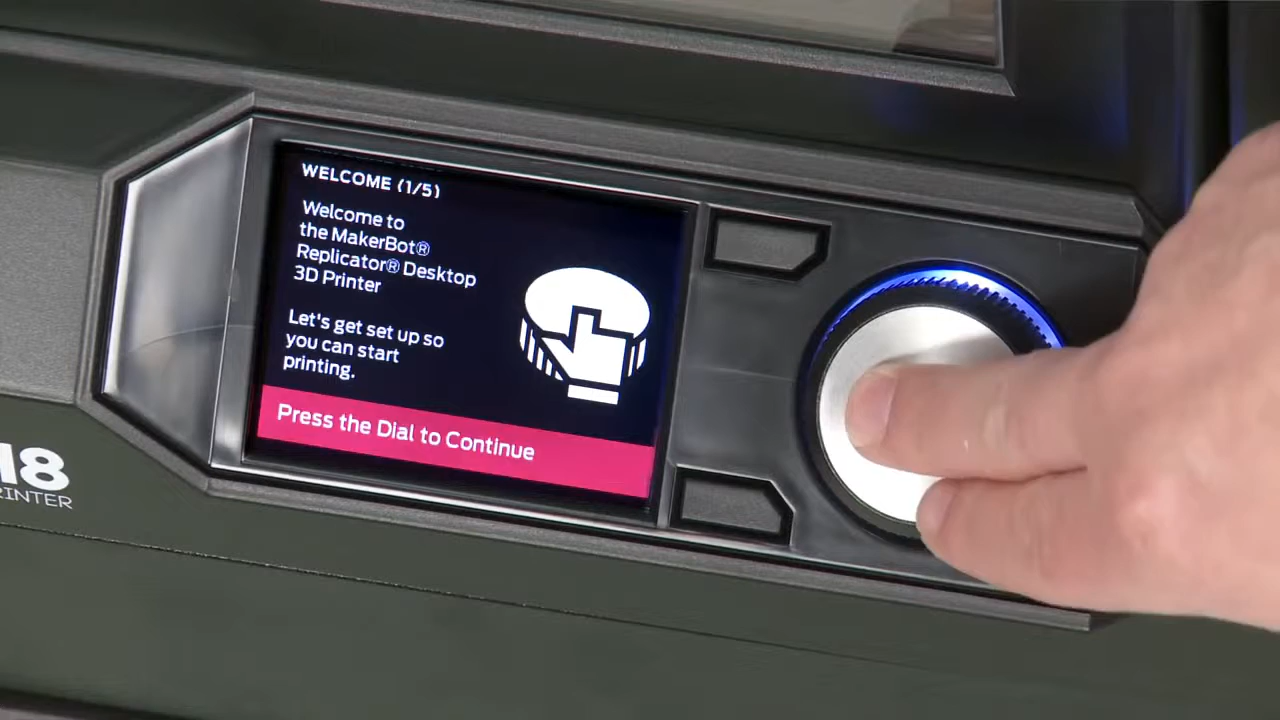 WELCOME (1/5)
Welcome to
the MakerBot®
Replicator® Desktop
3D Printer
Let's get set up so
you can start
printing.
Press the Dial to Continue